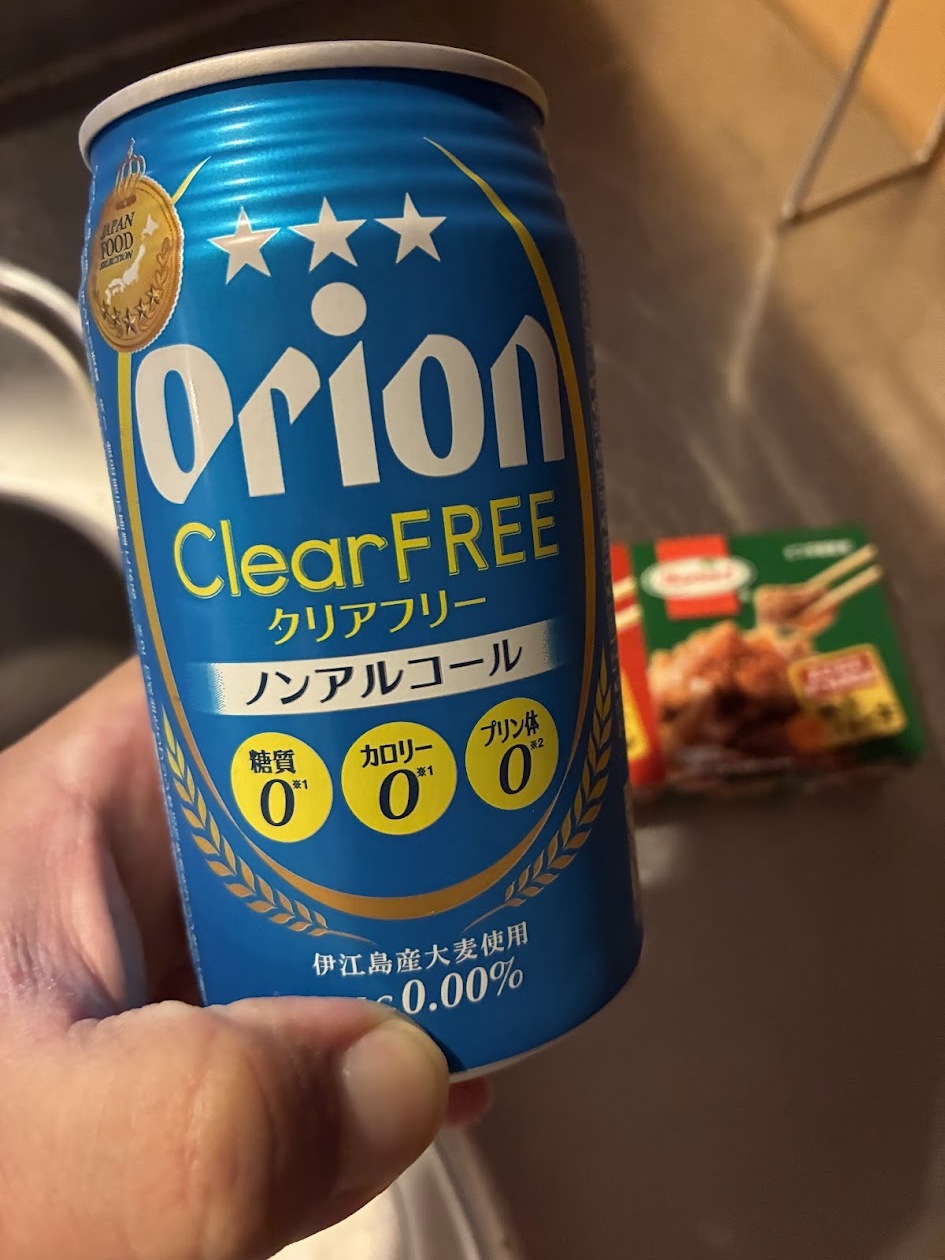 JAPAN
FOOD
SELECTION
Orion
ClearFREE
クリアフリー
ノンアルコール
糖質
0※1
カロリー
0※1
プリン体
0※2
伊江島産大麦使用
0.00%